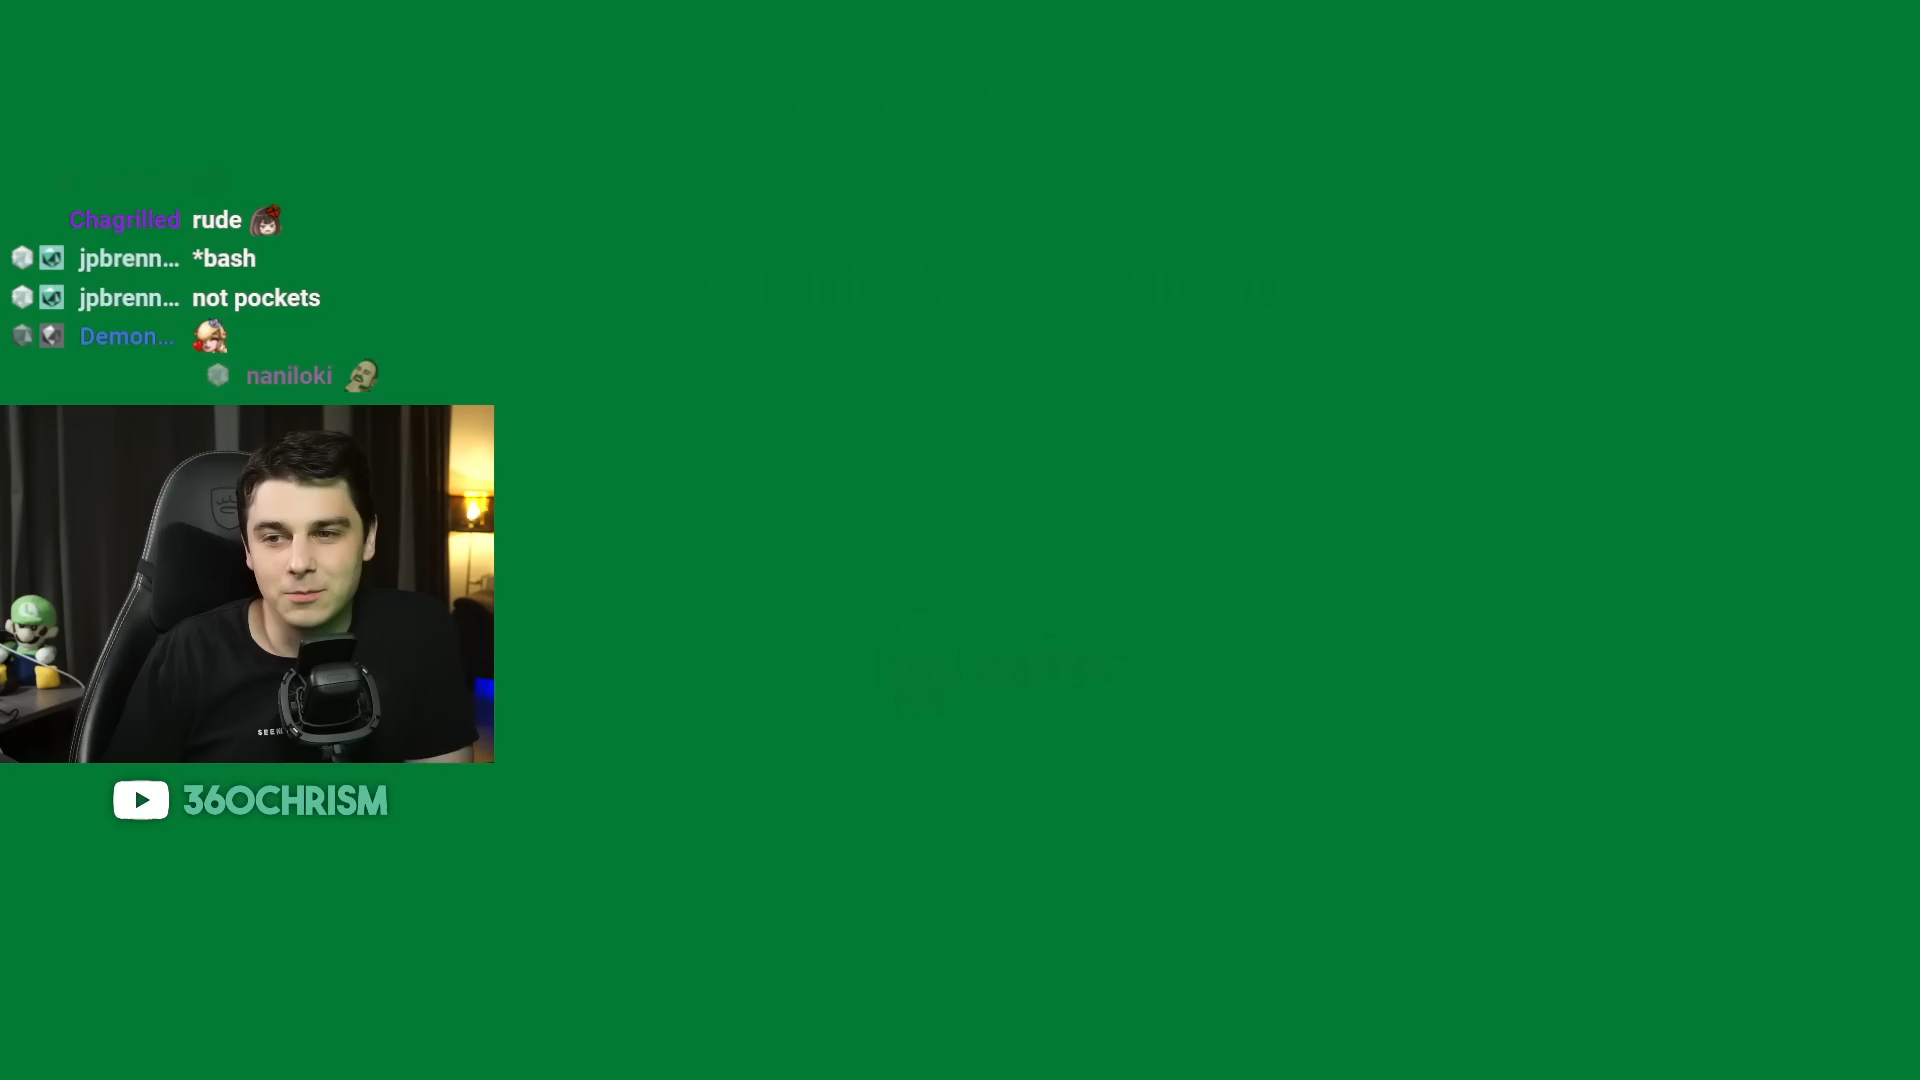 Chagrilled rude
jpbrenn... *bash
jpbrenn... not pockets
Demon...
naniloki
360CHRISM